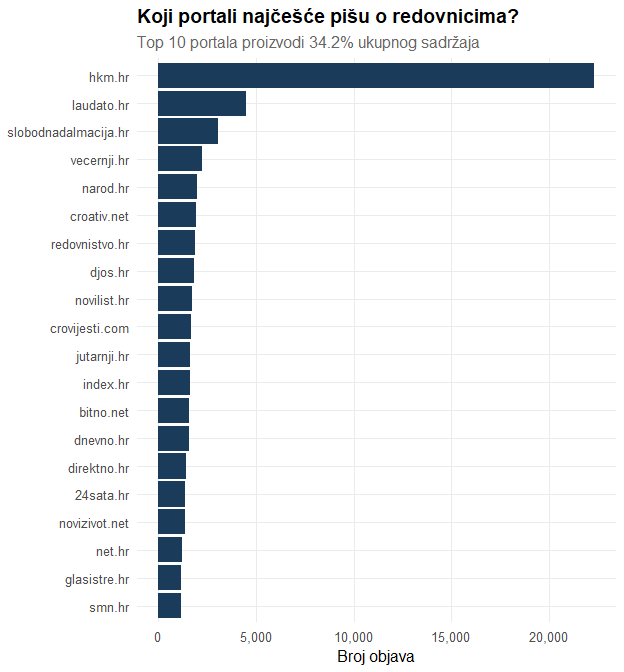 Koji portali najčešće pišu o redovnicima?
Top 10 portala proizvodi 34.2% ukupnog sadržaja
hkm.hr
laudato.hr
slobodnadalmacija.hr
vecernji.hr
narod.hr
croativ.net
redovnistvo.hr
djos.hr
novilist.hr
crovijesti.com
jutarnji.hr
index.hr
bitno.net
dnevno.hr
direktno.hr
24sata.hr
novizivot.net
net.hr
glasistre.hr
smn.hr
0 5,000 10,000 15,000 20,000
Broj objava